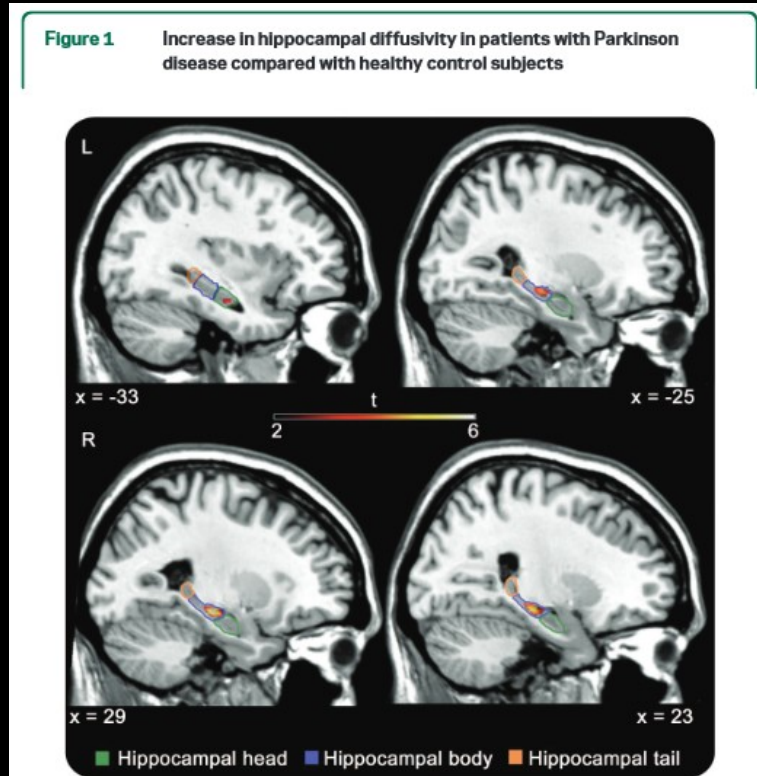 Figure 1 Increase in hippocampal diffusivity in patients with Parkinson
disease compared with healthy control subjects
L
x = -33
x = -25
t
2 6
R
x = 29
x = 23
Hippocampal head Hippocampal body Hippocampal tail